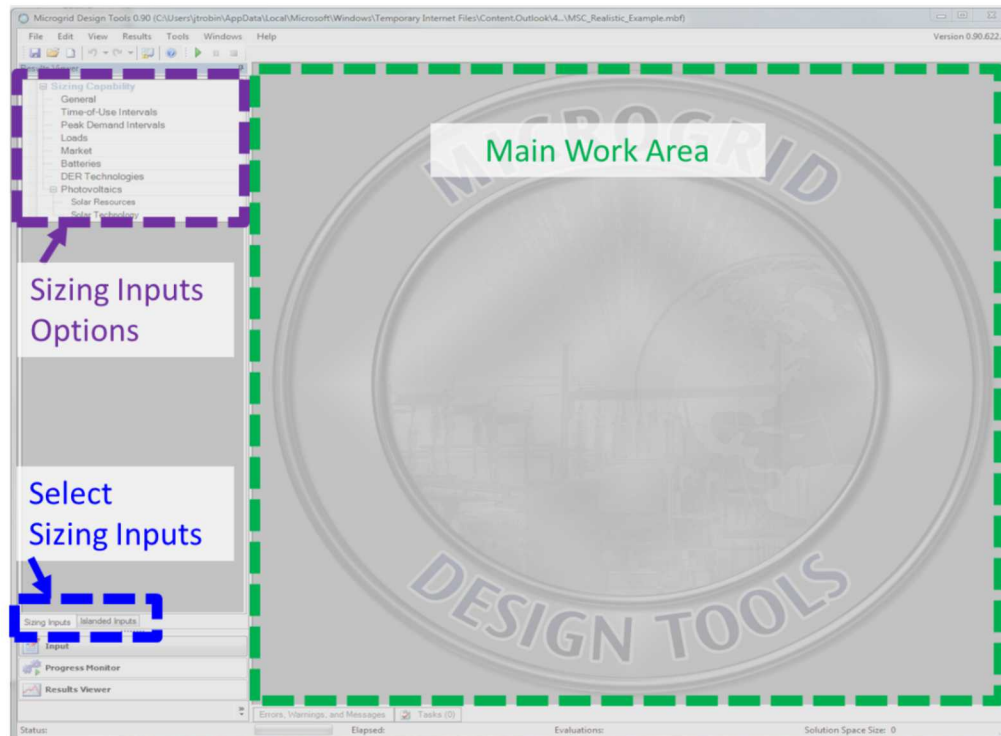 Microgrid Design Tools 0.90 (C:\Users\jtrobin\AppData\Local\Microsoft\Windows\Temporary Internet Files\Content.Outlook\4...\MSC_Realistic_Example.mbf)
File Edit View Results Tools Windows Help
Version 0.90.622.
Results Viewer
Sizing Capability
General
Time-of-Use Intervals
Peak Demand Intervals
Loads
Market
Batteries
DER Technologies
Photovoltaics
Solar Resources
Solar Technology
Sizing Inputs
Options
Main Work Area
MICROGRID
DESIGN TOOLS
Select
Sizing Inputs
Sizing Inputs Islanded Inputs
Input
Progress Monitor
Results Viewer
Errors, Warnings, and Messages Tasks (0)
Status: Elapsed: Evaluations: Solution Space Size: 0